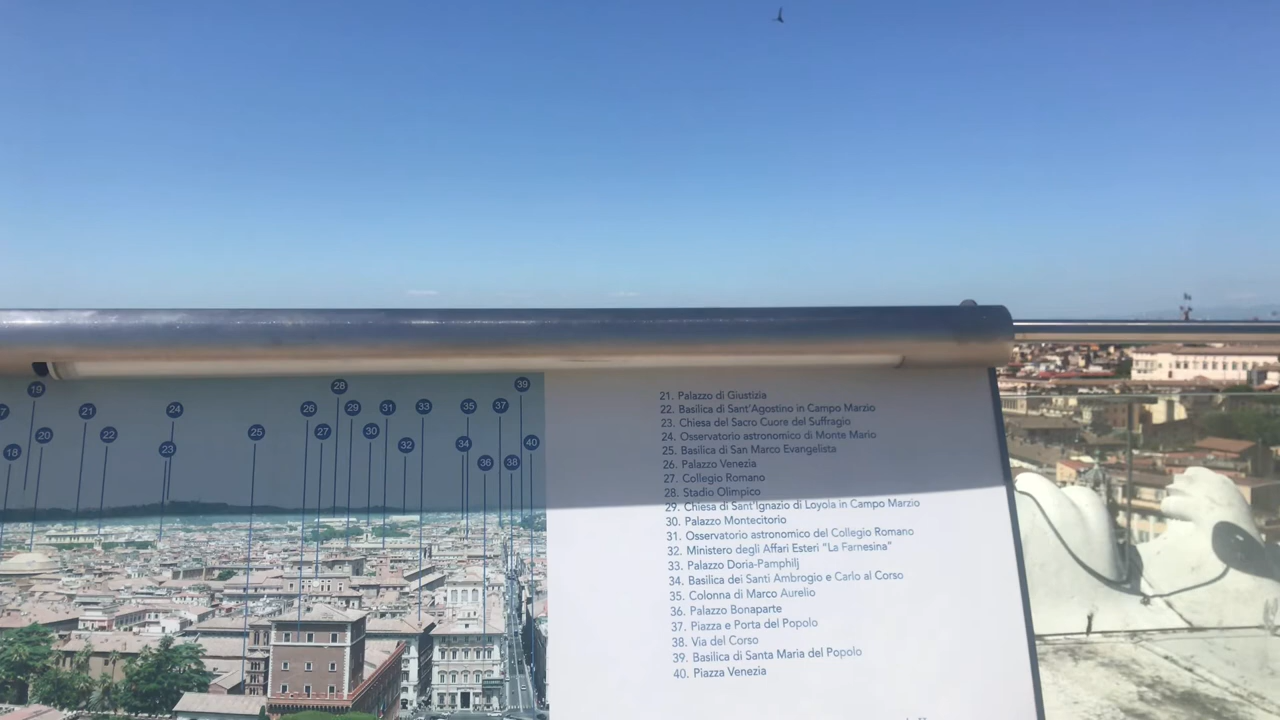 39
28
19
7
21
24
26
29
31
33
35
37
20
22
25
27
30
18
23
32
34
36
38
40
21. Palazzo di Giustizia
22. Basilica di Sant'Agostino in Campo Marzio
23. Chiesa del Sacro Cuore del Suffragio
24. Osservatorio astronomico di Monte Mario
25. Basilica di San Marco Evangelista
26. Palazzo Venezia
27. Collegio Romano
28. Stadio Olimpico
29. Chiesa di Sant'Ignazio di Loyola in Campo Marzio
30. Palazzo Montecitorio
31. Osservatorio astronomico del Collegio Romano
32. Ministero degli Affari Esteri "La Farnesina"
33. Palazzo Doria-Pamphilj
34. Basilica dei Santi Ambrogio e Carlo al Corso
35. Colonna di Marco Aurelio
36. Palazzo Bonaparte
37. Piazza e Porta del Popolo
38. Via del Corso
39. Basilica di Santa Maria del Popolo
40. Piazza Venezia